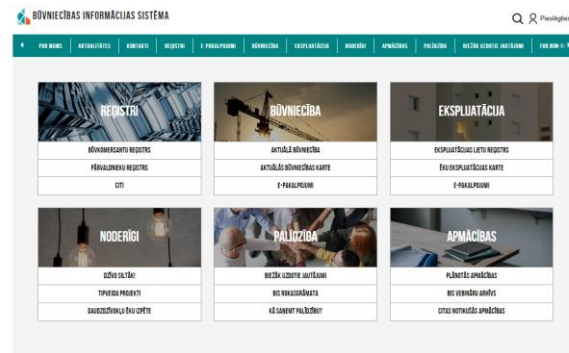 BŪVNIECĪBAS INFORMĀCIJAS SISTĒMA
Pieslēgties
PAR MUMS AKTUALITĀTES KONTAKTI REĢISTRI E-PAKALPOJUMI BŪVNIECĪBA EKSPLUATĀCIJA NODERĪGI APMĀCĪBAS PALĪDZĪBA BIEŽĀK UZDOTIE JAUTĀJUMI FOR NON-
REĢISTRI
BŪVKOMERSANTU REĢISTRS
PĀRVALDNIEKU REĢISTRS
CITI
BŪVNIECĪBA
AKTUĀLĀ BŪVNIECĪBA
AKTUĀLĀS BŪVNIECĪBAS KARTE
E-PAKALPOJUMI
EKSPLUATĀCIJA
EKSPLUATĀCIJAS LIETU REĢISTRS
ĒKU EKSPLUATĀCIJAS KARTE
E-PAKALPOJUMI
NODERĪGI
DZĪVO SILTĀK!
TIPVEIDA PROJEKTI
DAUDZDZĪVOKĻU ĒKU IZPĒTE
PALĪDZĪBA
BIEŽĀK UZDOTIE JAUTĀJUMI
BIS ROKASGRĀMATA
KĀ SAŅEMT PALĪDZĪBU?
APMĀCĪBAS
PLĀNOTĀS APMĀCĪBAS
BIS VEBINĀRU ARHĪVS
CITAS NOTIKUŠĀS APMĀCĪBAS